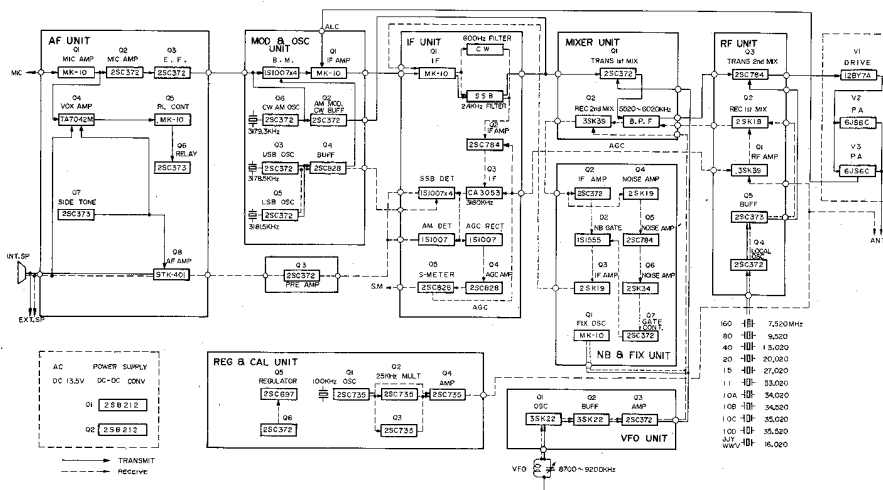 AF UNIT
Q1
MIC AMP
MK-10
Q2
MIC AMP
2SC372
Q3
E. F.
2SC372
MIC
Q4
VOX AMP
TA7042M
Q5
RL CONT
MK-10
Q6
RELAY
2SC373
Q7
SIDE TONE
2SC373
Q8
AF AMP
STK-401
INT.SP
EXT.SP
MOD & OSC
UNIT
ALC
B. M.
1S1007x4
Q1
IF AMP
MK-10
Q6
CW AM OSC
2SC372
3179.3KHz
Q2
AM MOD.
CW BUFF
2SC372
Q3
USB OSC
2SC372
3178.5KHz
Q4
BUFF
2SC828
Q5
LSB OSC
2SC372
3181.5KHz
Q3
2SC372
PRE AMP
IF UNIT
Q1
I.F
MK-10
600Hz FILTER
CW
SSB
2.4KHz FILTER
Q2
IF AMP
2SC784
Q3
I.F
CA3053
3180KHz
SSB DET
1S1007x4
AM DET
1S1007
AGC RECT
1S1007
Q5
S-METER
2SC828
Q4
AGC AMP
2SC828
S.M
AGC
MIXER UNIT
Q1
TRANS 1st MIX
2SC372
Q2
REC 2nd MIX
3SK39
5520~6020KHz
B.P.F
AGC
Q2
IF AMP
2SC372
Q4
NOISE AMP
2SK19
D2
NB GATE
1S1555
Q5
NOISE AMP
2SC784
Q3
IF AMP
2SK19
Q6
NOISE AMP
2SK34
Q1
FIX OSC
MK-10
Q7
GATE
CONT.
2SC372
NB & FIX UNIT
RF UNIT
Q3
TRANS 2nd MIX
2SC784
Q2
REC 1st MIX
2SK19
Q1
RF AMP
3SK39
Q5
BUFF
2SC373
Q4
LOCAL
OSC
2SC372
V1
DRIVE
12BY7A
V2
P A
6JS6C
V3
P A
6JS6C
ANT
160 7,520MHz
80 9,520
40 13,020
20 20,020
15 27,020
11 33,020
10A 34,020
10B 34,520
10C 35,020
10D 35,520
JJY
WWV 16,020
AC POWER SUPPLY
DC 13.5V DC-DC CONV
Q1 2SB212
Q2 2SB212
TRANSMIT
RECEIVE
REG & CAL UNIT
Q5
REGULATOR
2SC697
Q6
2SC372
Q1
100KHz OSC
2SC735
Q2
25KHz MULT
2SC735
Q3
2SC735
Q4
AMP
2SC735
Q1
OSC
3SK22
Q2
BUFF
3SK22
Q3
AMP
2SC372
VFO UNIT
VFO
8700~9200KHz